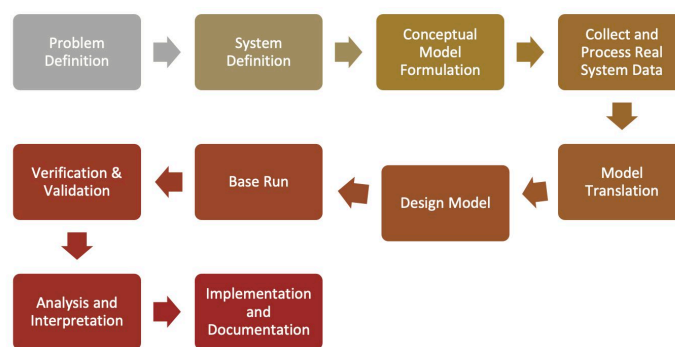 Problem
Definition
System
Definition
Conceptual
Model
Formulation
Collect and
Process Real
System Data
Model
Translation
Design Model
Base Run
Verification &
Validation
Analysis and
Interpretation
Implementation
and
Documentation